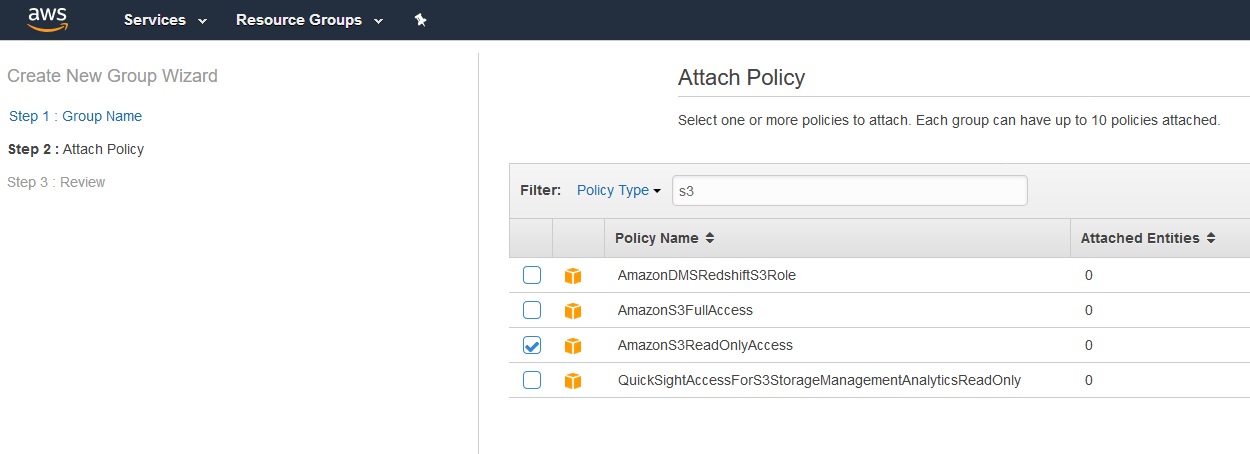 aws Services Resource Groups
Create New Group Wizard
Step 1 : Group Name
Step 2 : Attach Policy
Step 3 : Review
Attach Policy
Select one or more policies to attach. Each group can have up to 10 policies attached.
Filter: Policy Type s3
Policy Name Attached Entities
AmazonDMSRedshiftS3Role 0
AmazonS3FullAccess 0
AmazonS3ReadOnlyAccess 0
QuickSightAccessForS3StorageManagementAnalyticsReadOnly 0